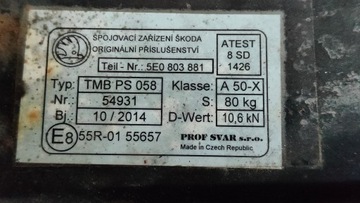 SPOJOVACÍ ZAŘÍZENÍ ŠKODA
ORIGINÁLNÍ PŘÍSLUŠENSTVÍ
Teil - Nr.: 5E0 803 881
ATEST
8 SD
1426
Typ: TMB PS 058 Klasse: A 50-X
Nr.: 54931 S: 80 kg
Bj.: 10 / 2014 D-Wert: 10,6 kN
E8 55R-01 55657
PROF SVAR s.r.o.
Made in Czech Republic